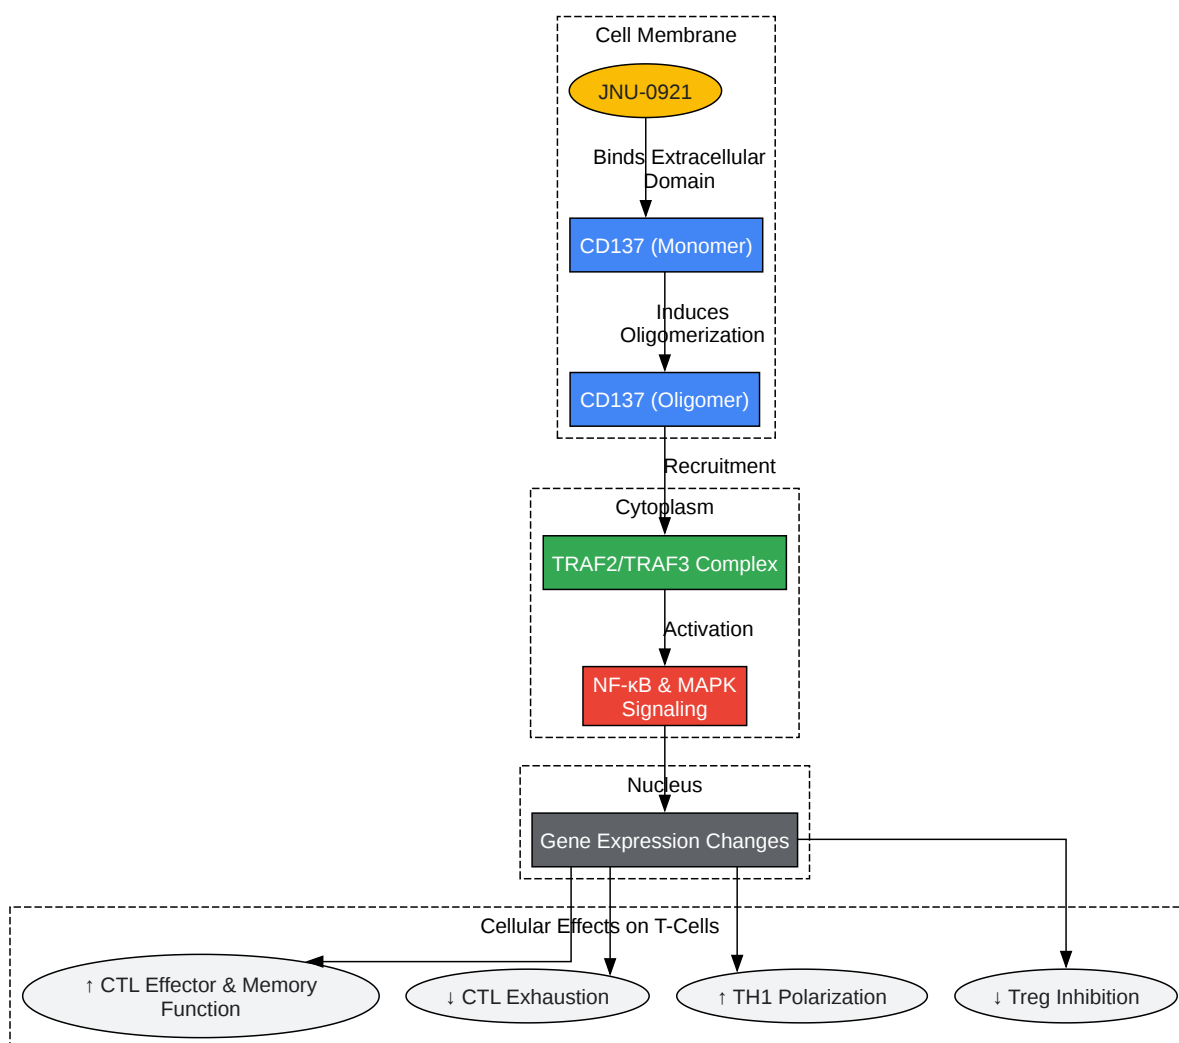 Cell Membrane
JNU-0921
Binds Extracellular
Domain
CD137 (Monomer)
Induces
Oligomerization
CD137 (Oligomer)
Recruitment
Cytoplasm
TRAF2/TRAF3 Complex
Activation
NF-κB & MAPK
Signaling
Nucleus
Gene Expression Changes
Cellular Effects on T-Cells
↑ CTL Effector & Memory
Function
↓ CTL Exhaustion
↑ TH1 Polarization
↓ Treg Inhibition